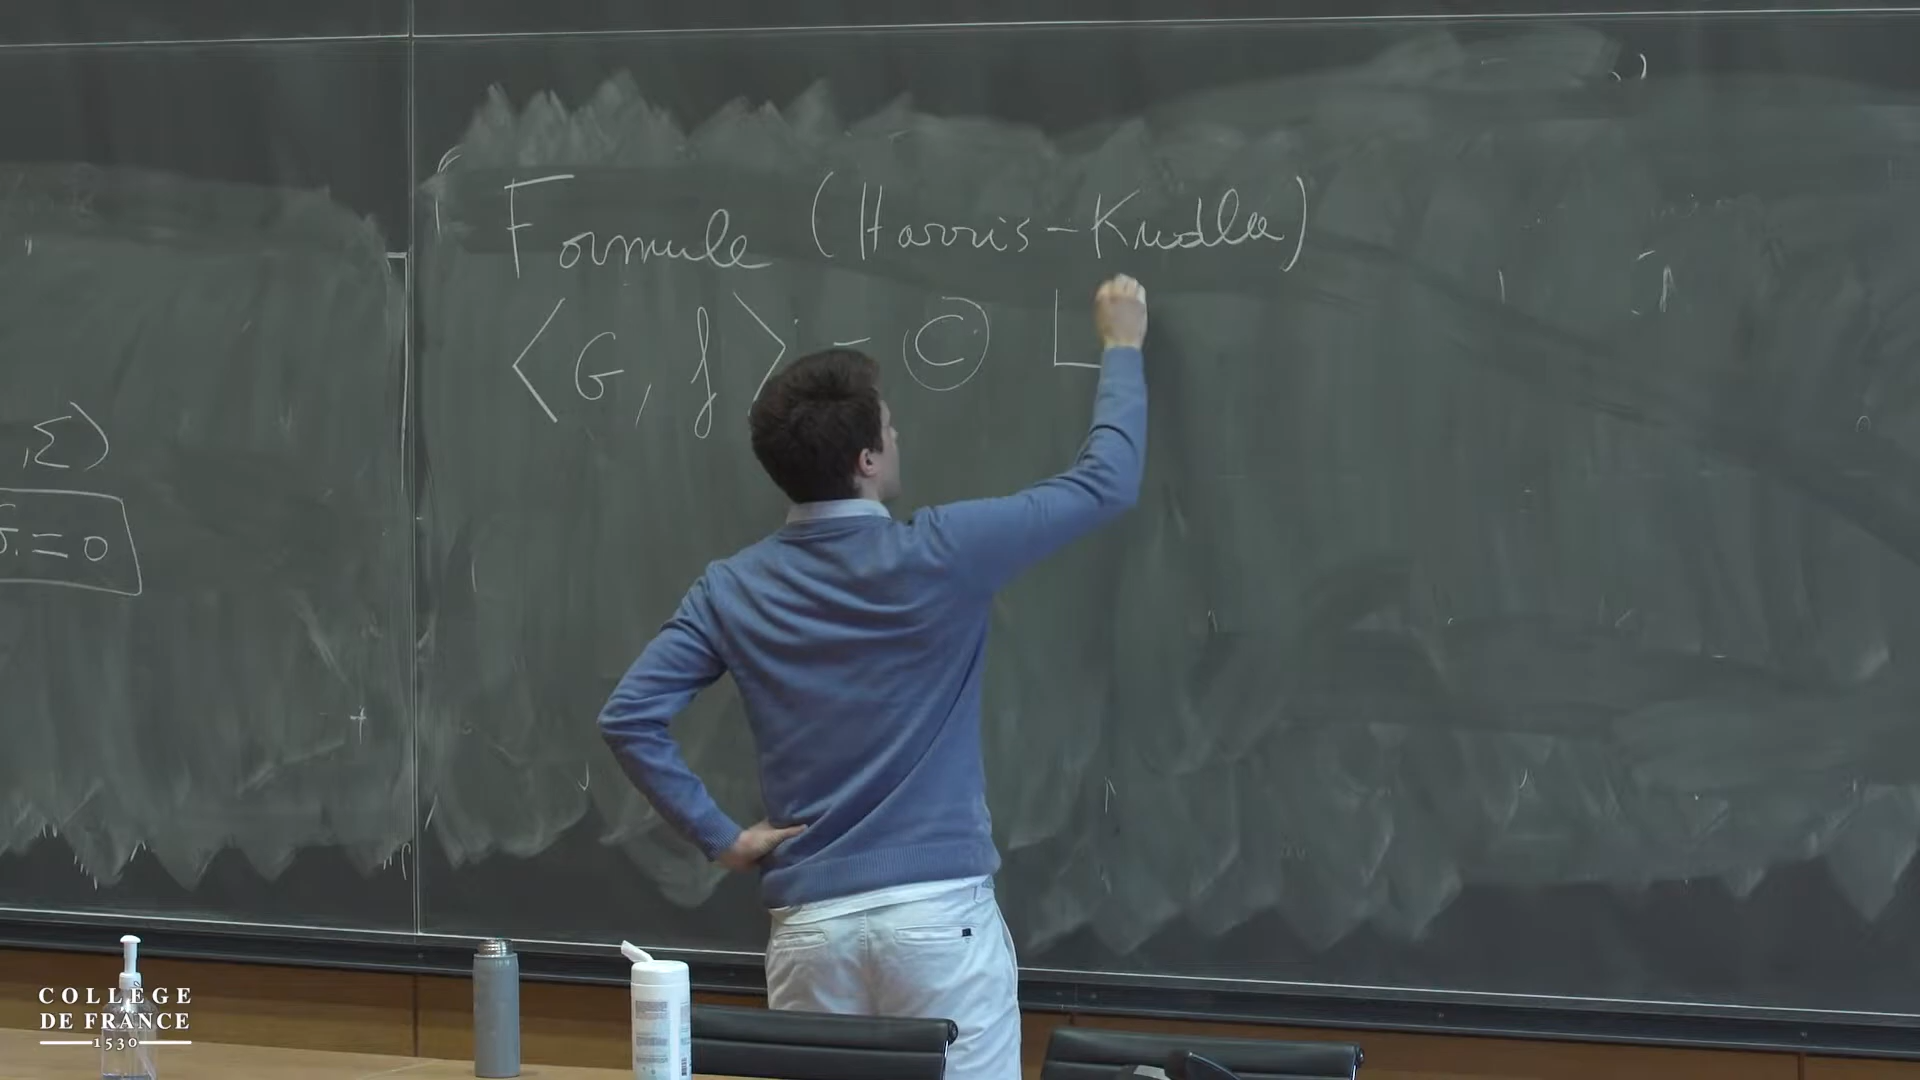 , Σ)
= 0
Formule (Harris-Kudla)
⟨G, f⟩ = Ⓒ L
COLLÈGE
DE FRANCE
1530